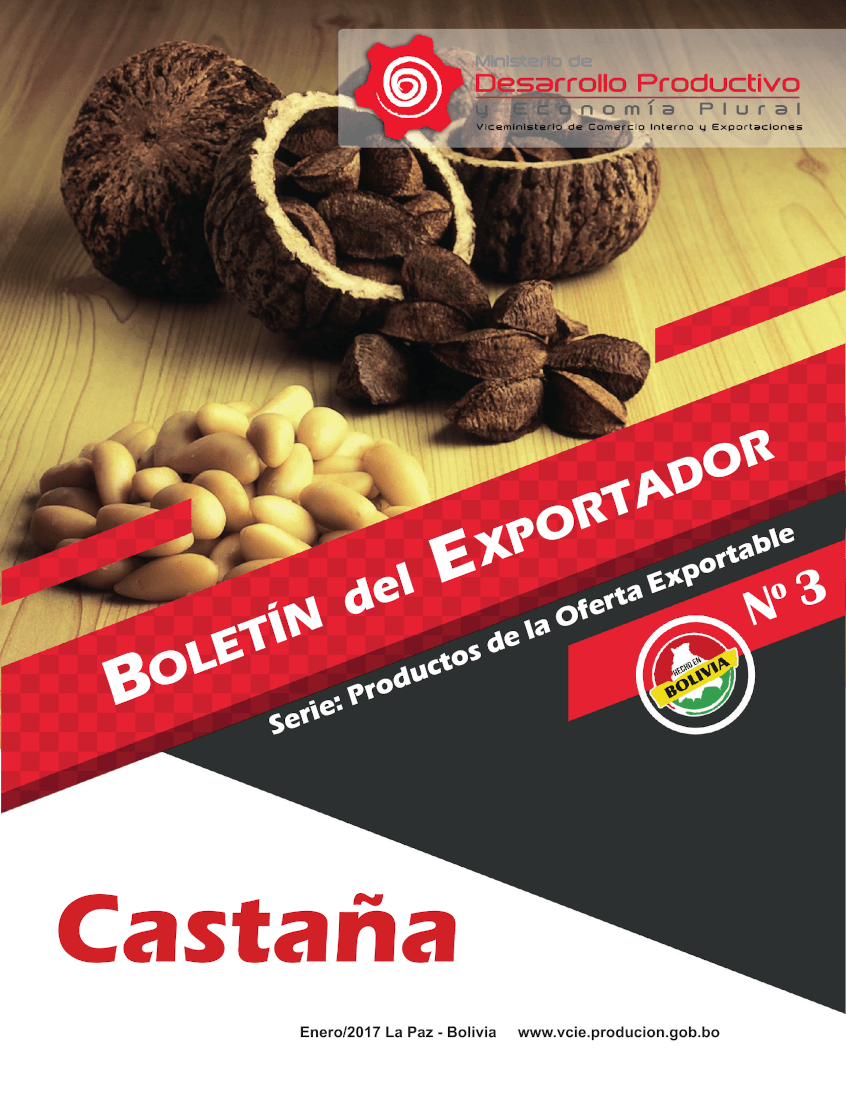 Ministerio de
Desarrollo Productivo
y Economía Plural
Viceministerio de Comercio Interno y Exportaciones
BOLETÍN del EXPORTADOR
Serie: Productos de la Oferta Exportable
Nº 3
HECHO EN
BOLIVIA
Castaña
Enero/2017 La Paz - Bolivia www.vcie.producion.gob.bo